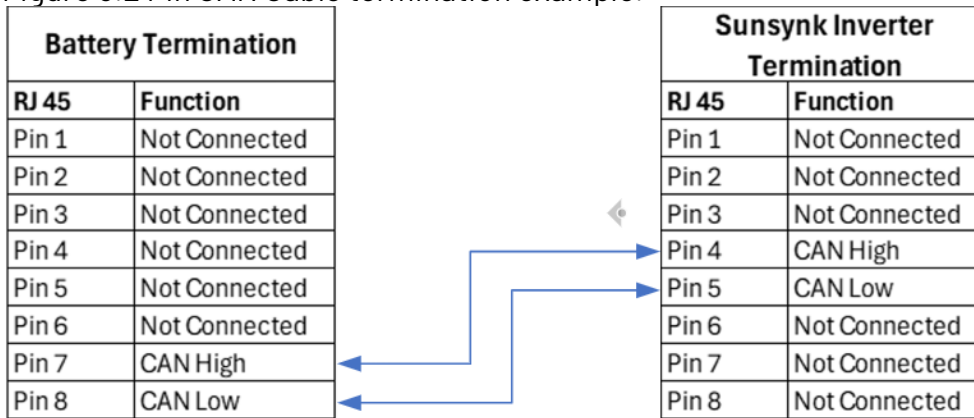 Battery Termination
RJ 45 Function
Pin 1 Not Connected
Pin 2 Not Connected
Pin 3 Not Connected
Pin 4 Not Connected
Pin 5 Not Connected
Pin 6 Not Connected
Pin 7 CAN High
Pin 8 CAN Low
Sunsynk Inverter
Termination
RJ 45 Function
Pin 1 Not Connected
Pin 2 Not Connected
Pin 3 Not Connected
Pin 4 CAN High
Pin 5 CAN Low
Pin 6 Not Connected
Pin 7 Not Connected
Pin 8 Not Connected